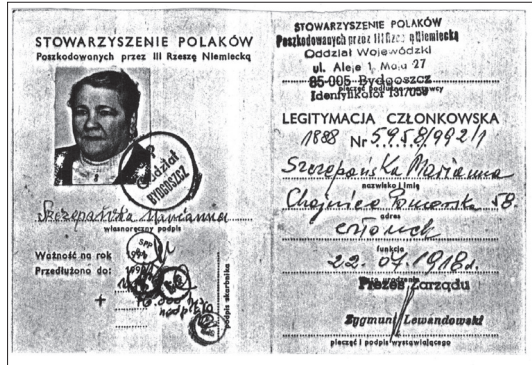 STOWARZYSZENIE POLAKÓW
Poszkodowanych przez III Rzeszę Niemiecką
Oddział
BYDGOSZCZ
Szczepańska Marianna
własnoręczny podpis
Ważność na rok
Przedłużono do:
SPP
1991
podpis skarbnika
STOWARZYSZENIE POLAKÓW
Poszkodowanych przez III Rzeszę Niemiecką
Oddział Wojewódzki
ul. Aleje 1. Maja 27
85-005 Bydgoszcz
Identyfikator
LEGITYMACJA CZŁONKOWSKA
1888 Nr 5958/992/1
Szczepańska Marianna
nazwisko i imię
Chojnice 58.
adres
członek
funkcja
22. 07. 1918 r.
Prezes Zarządu
Zygmunt Lewandowski
pieczęć i podpis wystawiającego